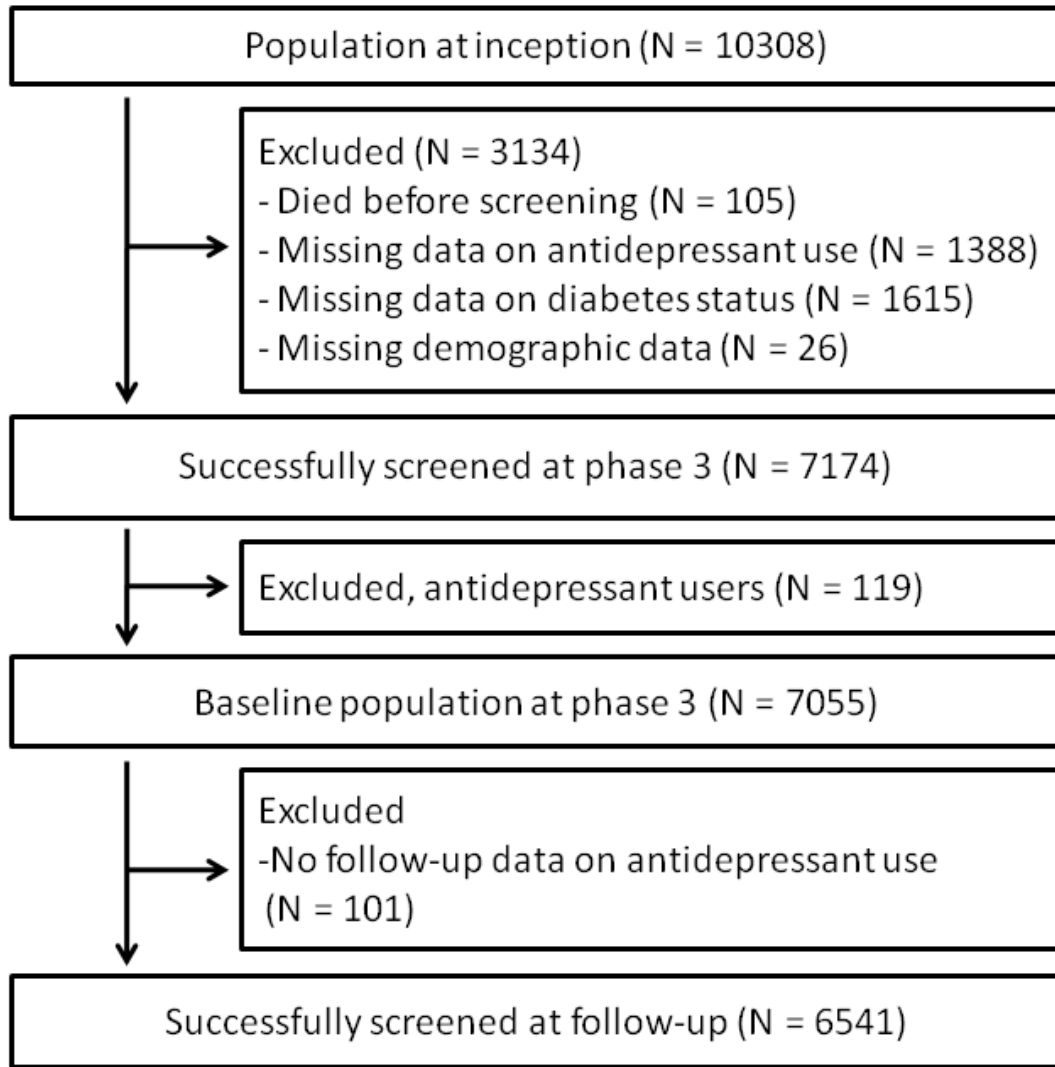 Population at inception (N = 10308)
Excluded (N = 3134)
- Died before screening (N = 105)
- Missing data on antidepressant use (N = 1388)
- Missing data on diabetes status (N = 1615)
- Missing demographic data (N = 26)
Successfully screened at phase 3 (N = 7174)
Excluded, antidepressant users (N = 119)
Baseline population at phase 3 (N = 7055)
Excluded
-No follow-up data on antidepressant use
(N = 101)
Successfully screened at follow-up (N = 6541)